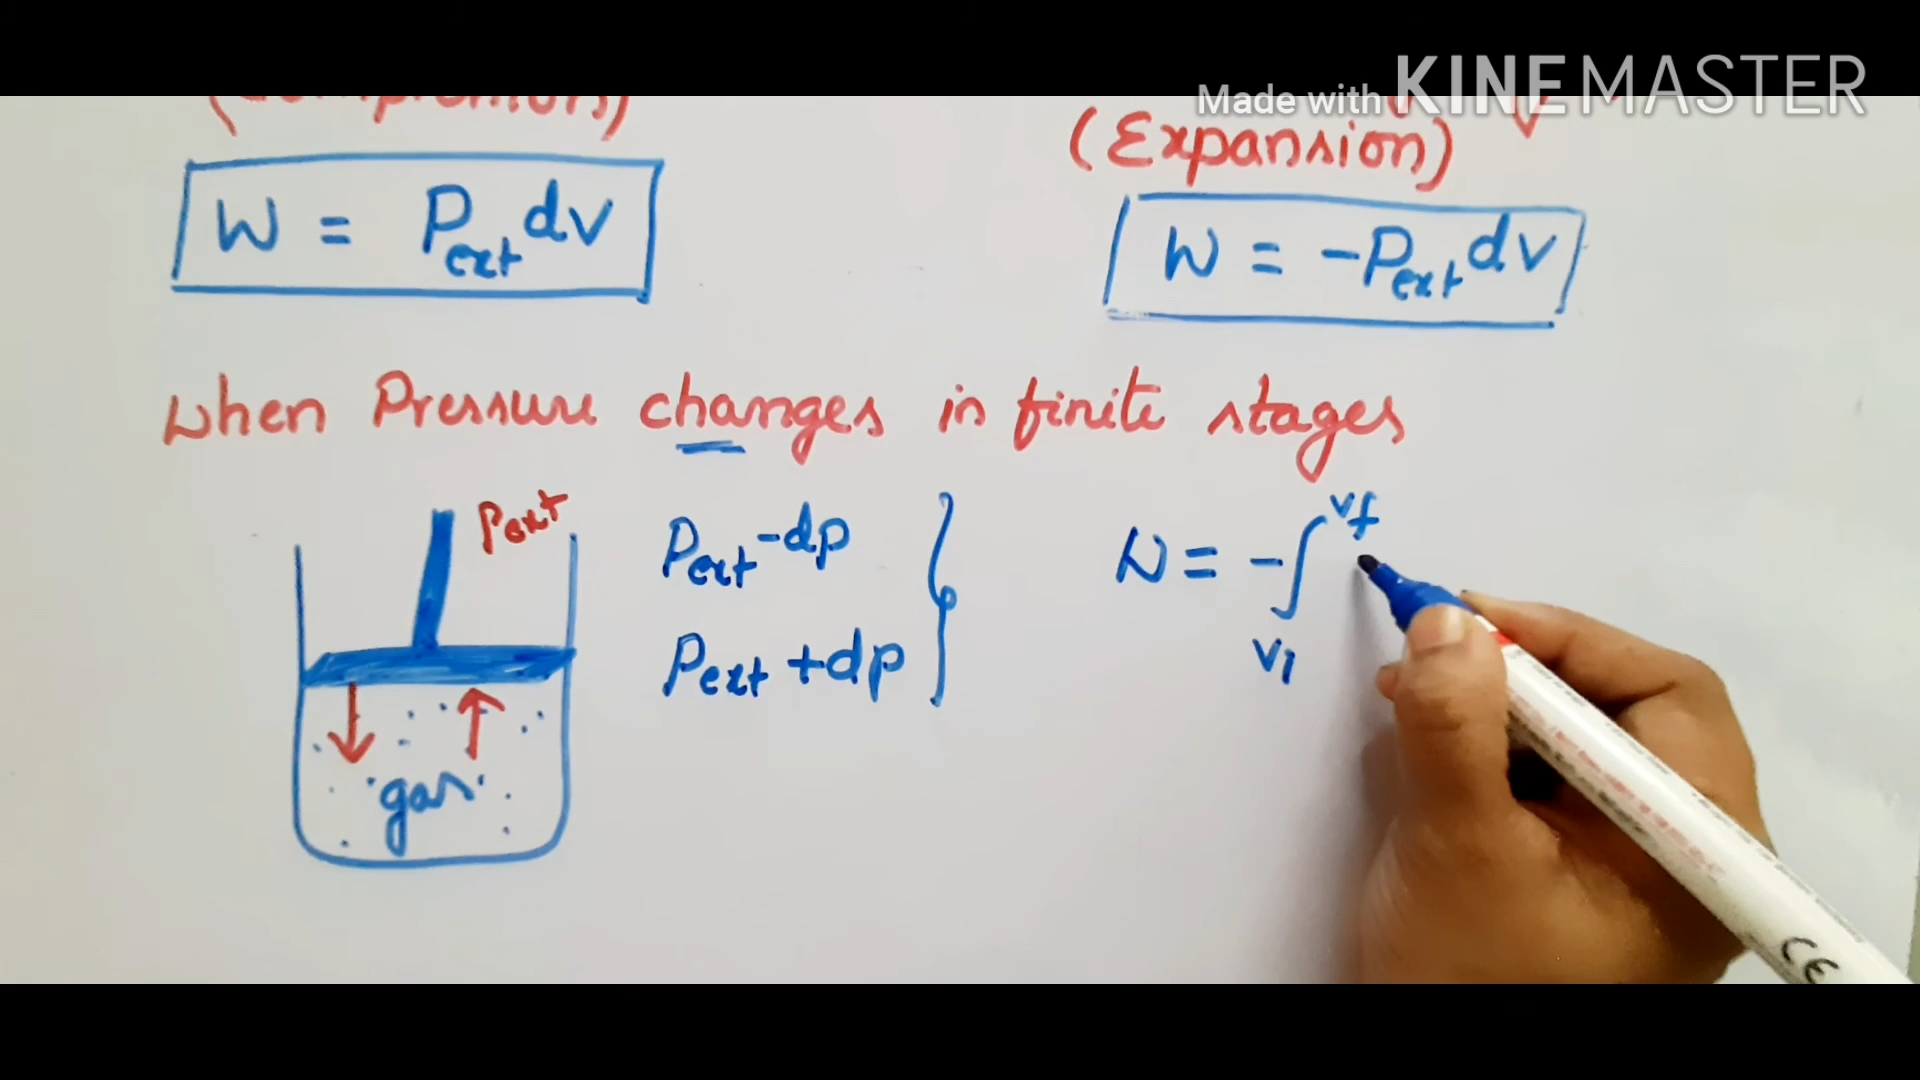 Made with KINEMASTER
(Expansion)
W = Pext dv
W = -Pext dv
When Pressure changes in finite stages
Pext
Pext -dp
Pext +dp
W = -∫
vf
vi
gas
CE